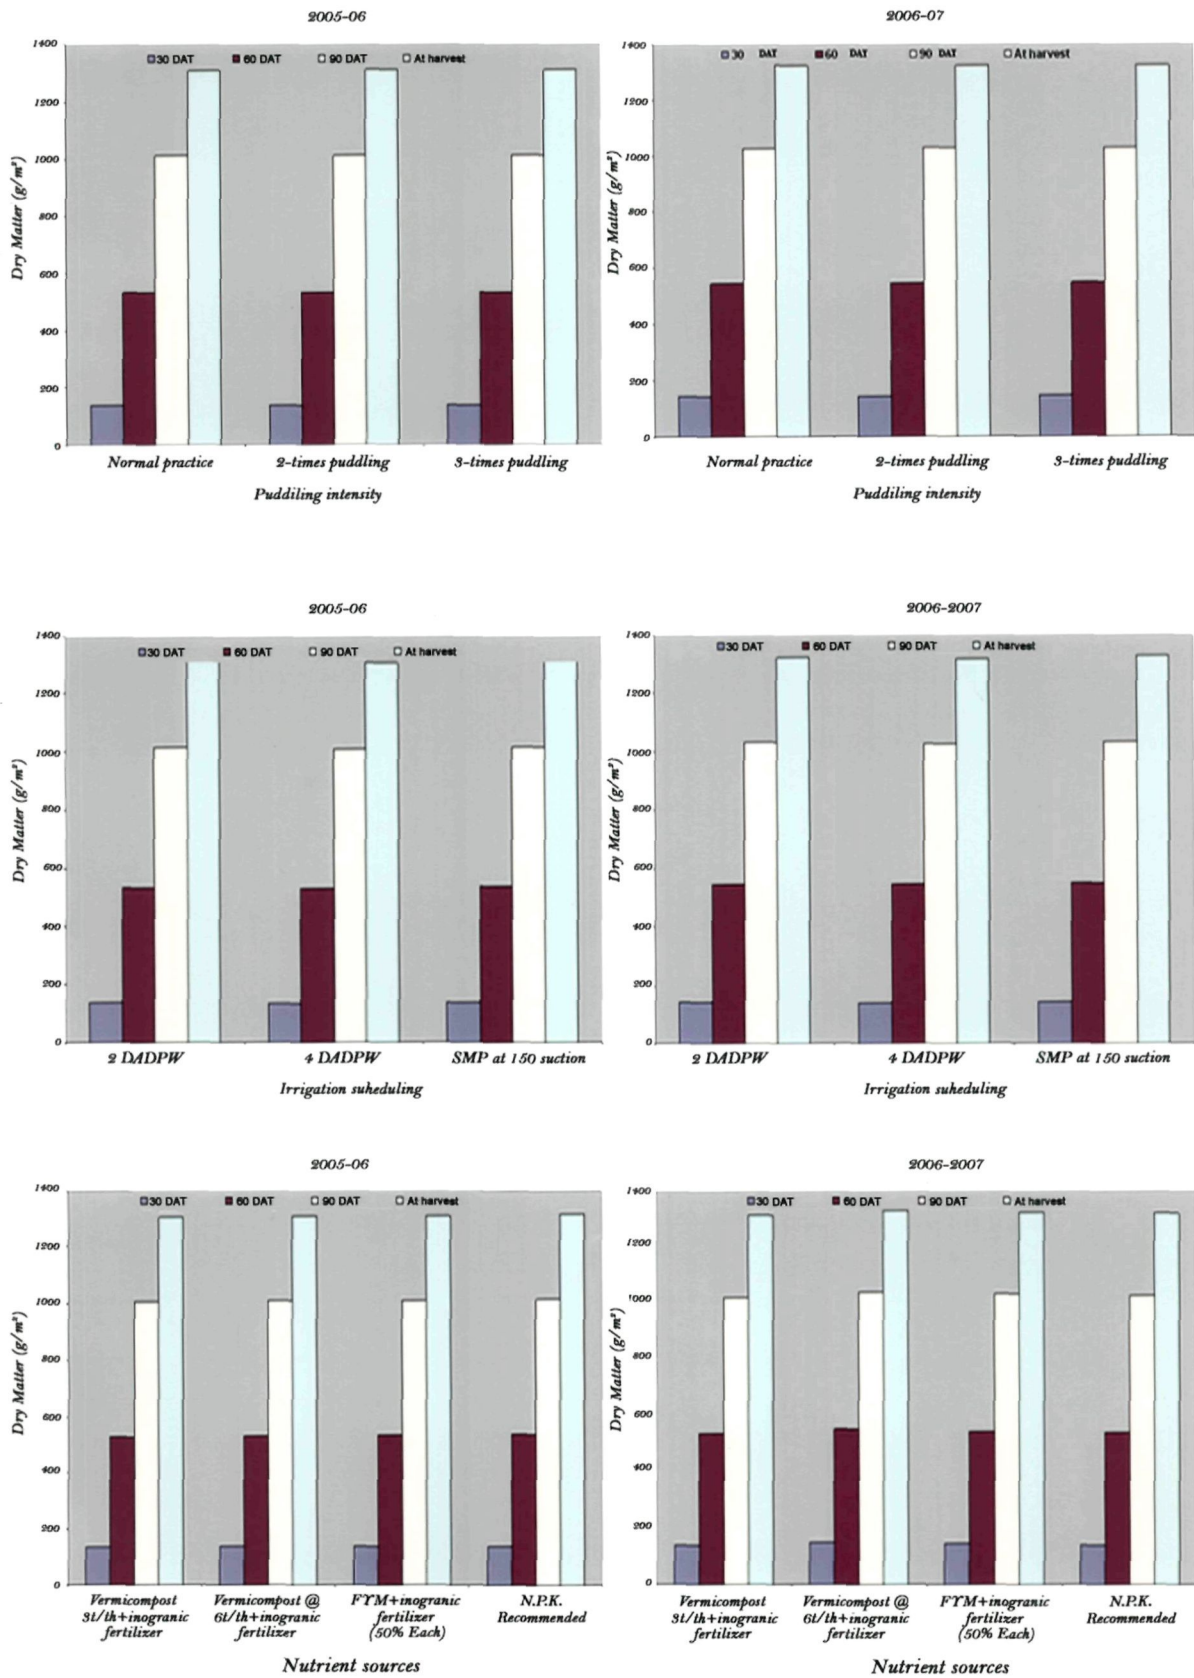 2005-06
1400
1200
1000
800
600
400
200
0
Dry Matter (g/m²)
30 DAT 60 DAT 90 DAT At harvest
Normal practice 2-times puddling 3-times puddling
Puddiling intensity
2006-07
1400
1200
1000
800
600
400
200
0
Dry Matter (g/m²)
30 DAT 60 DAT 90 DAT At harvest
Normal practice 2-times puddling 3-times puddling
Puddiling intensity
2005-06
1400
1200
1000
800
600
400
200
0
Dry Matter (g/m²)
30 DAT 60 DAT 90 DAT At harvest
2 DADPW 4 DADPW SMP at 150 suction
Irrigation suheduling
2006-2007
1400
1200
1000
800
600
400
200
0
Dry Matter (g/m²)
30 DAT 60 DAT 90 DAT At harvest
2 DADPW 4 DADPW SMP at 150 suction
Irrigation suheduling
2005-06
1400
1200
1000
800
600
400
200
0
Dry Matter (g/m²)
30 DAT 60 DAT 90 DAT At harvest
Vermicompost Vermicompost @ FYM+inogranic N.P.K.
3t/th+inogranic 6t/th+inogranic fertilizer Recommended
fertilizer fertilizer (50% Each)
Nutrient sources
2006-2007
1400
1200
1000
800
600
400
200
0
Dry Matter (g/m²)
30 DAT 60 DAT 90 DAT At harvest
Vermicompost Vermicompost @ FYM+inogranic N.P.K.
3t/th+inogranic 6t/th+inogranic fertilizer Recommended
fertilizer fertilizer (50% Each)
Nutrient sources